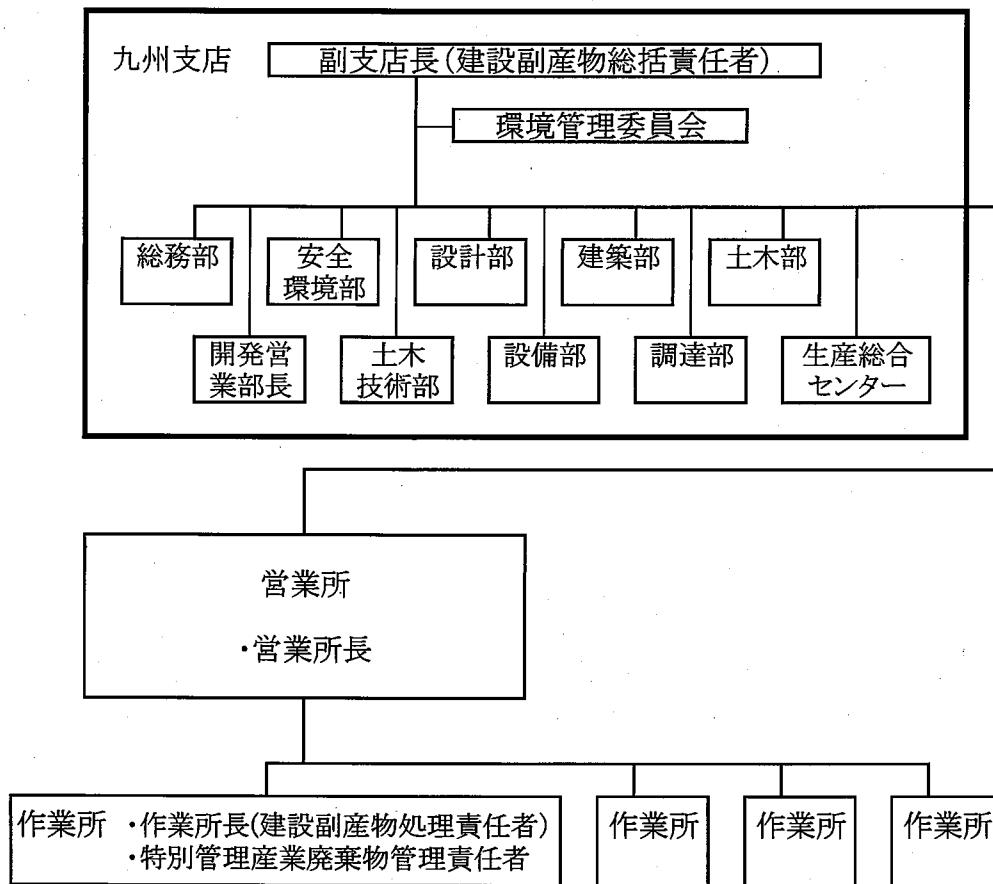 九州支店
副支店長(建設副産物総括責任者)
環境管理委員会
総務部
安全
環境部
設計部
建築部
土木部
開発営
業部長
土木
技術部
設備部
調達部
生産総合
センター
営業所
・営業所長
作業所 ・作業所長(建設副産物処理責任者)
・特別管理産業廃棄物管理責任者
作業所
作業所
作業所